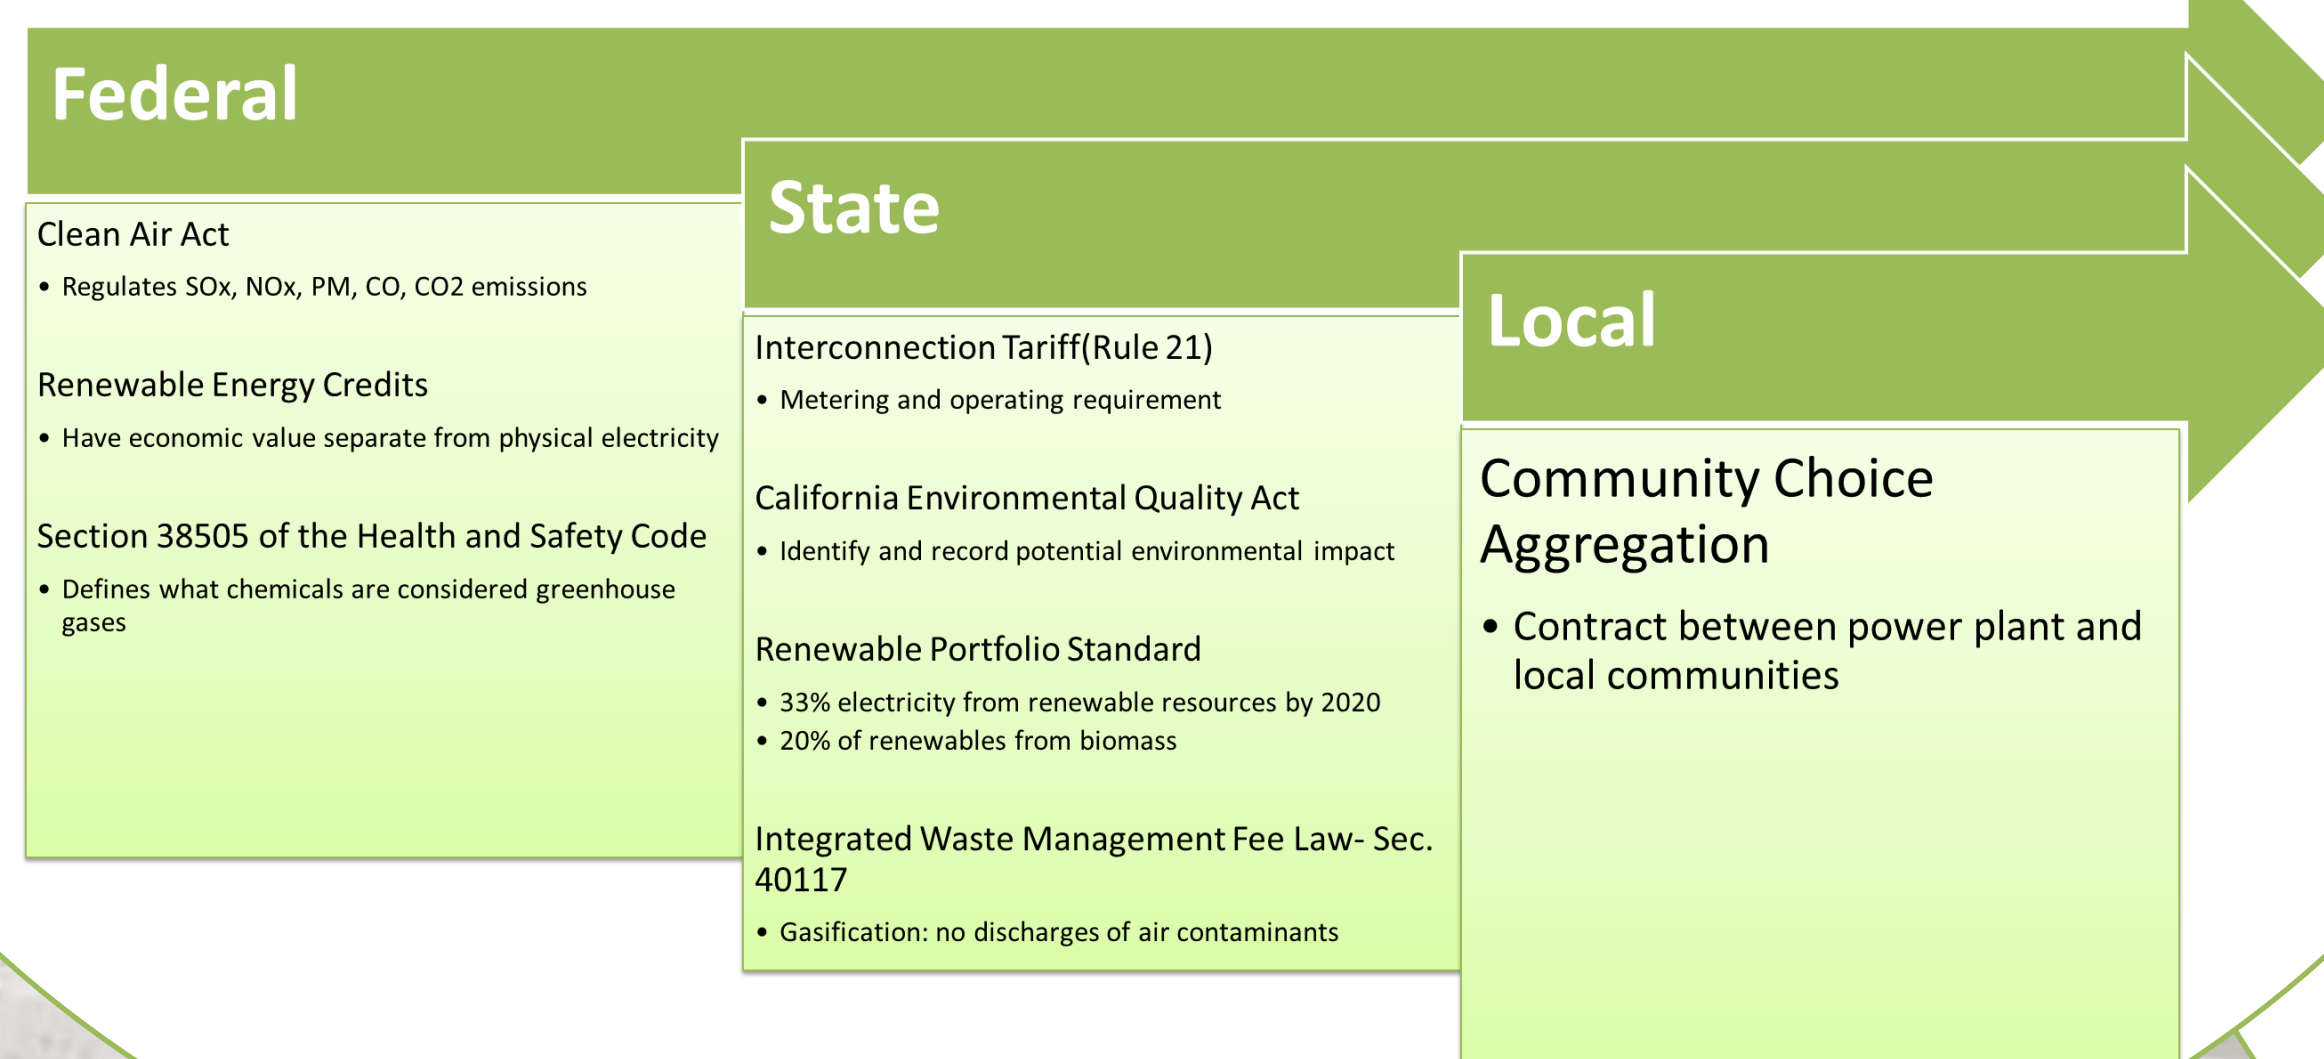 Federal
Clean Air Act
• Regulates SOx, NOx, PM, CO, CO2 emissions
Renewable Energy Credits
• Have economic value separate from physical electricity
Section 38505 of the Health and Safety Code
• Defines what chemicals are considered greenhouse
gases
State
Interconnection Tariff(Rule 21)
• Metering and operating requirement
California Environmental Quality Act
• Identify and record potential environmental impact
Renewable Portfolio Standard
• 33% electricity from renewable resources by 2020
• 20% of renewables from biomass
Integrated Waste Management Fee Law- Sec.
40117
• Gasification: no discharges of air contaminants
Local
Community Choice
Aggregation
• Contract between power plant and
local communities